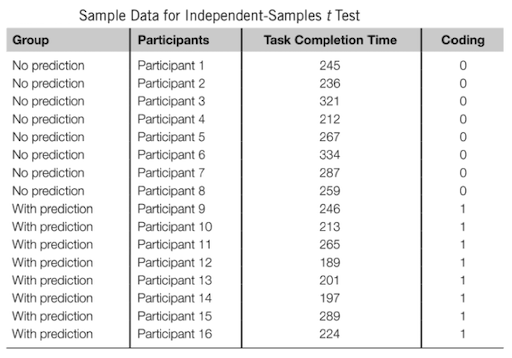 Sample Data for Independent-Samples t Test
Group Participants Task Completion Time Coding
No prediction Participant 1 245 0
No prediction Participant 2 236 0
No prediction Participant 3 321 0
No prediction Participant 4 212 0
No prediction Participant 5 267 0
No prediction Participant 6 334 0
No prediction Participant 7 287 0
No prediction Participant 8 259 0
With prediction Participant 9 246 1
With prediction Participant 10 213 1
With prediction Participant 11 265 1
With prediction Participant 12 189 1
With prediction Participant 13 201 1
With prediction Participant 14 197 1
With prediction Participant 15 289 1
With prediction Participant 16 224 1